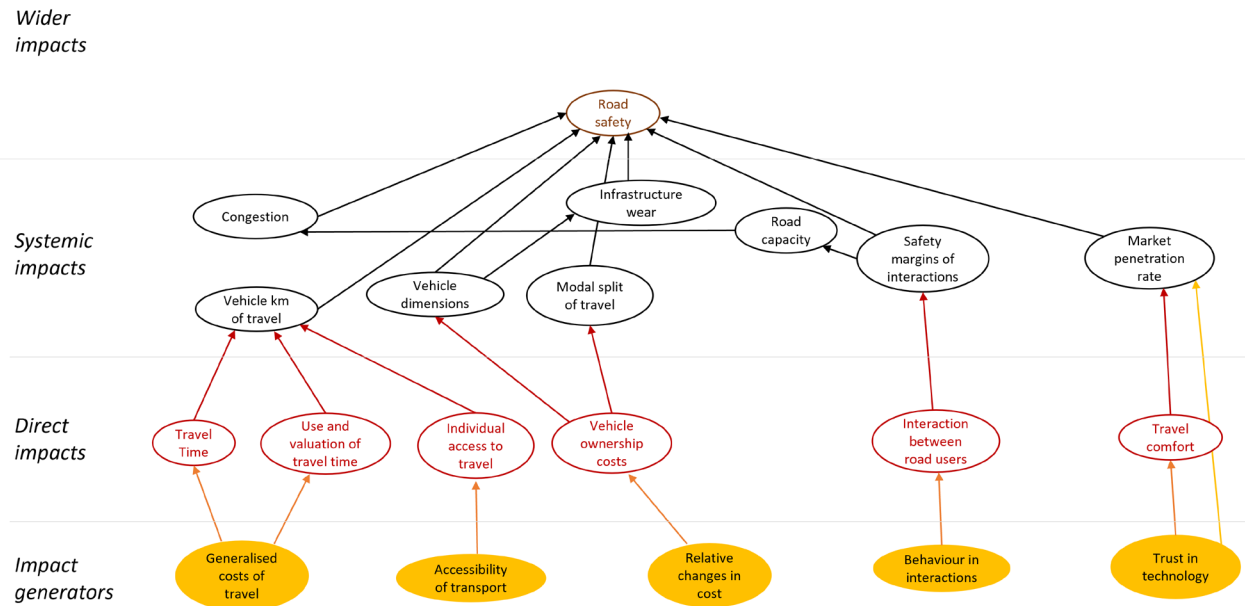 Wider
impacts
Road
safety
Systemic
impacts
Congestion
Infrastructure
wear
Road
capacity
Safety
margins of
interactions
Market
penetration
rate
Vehicle km
of travel
Vehicle
dimensions
Modal split
of travel
Direct
impacts
Travel
Time
Use and
valuation of
travel time
Individual
access to
travel
Vehicle
ownership
costs
Interaction
between
road users
Travel
comfort
Impact
generators
Generalised
costs of
travel
Accessibility
of transport
Relative
changes in
cost
Behaviour in
interactions
Trust in
technology